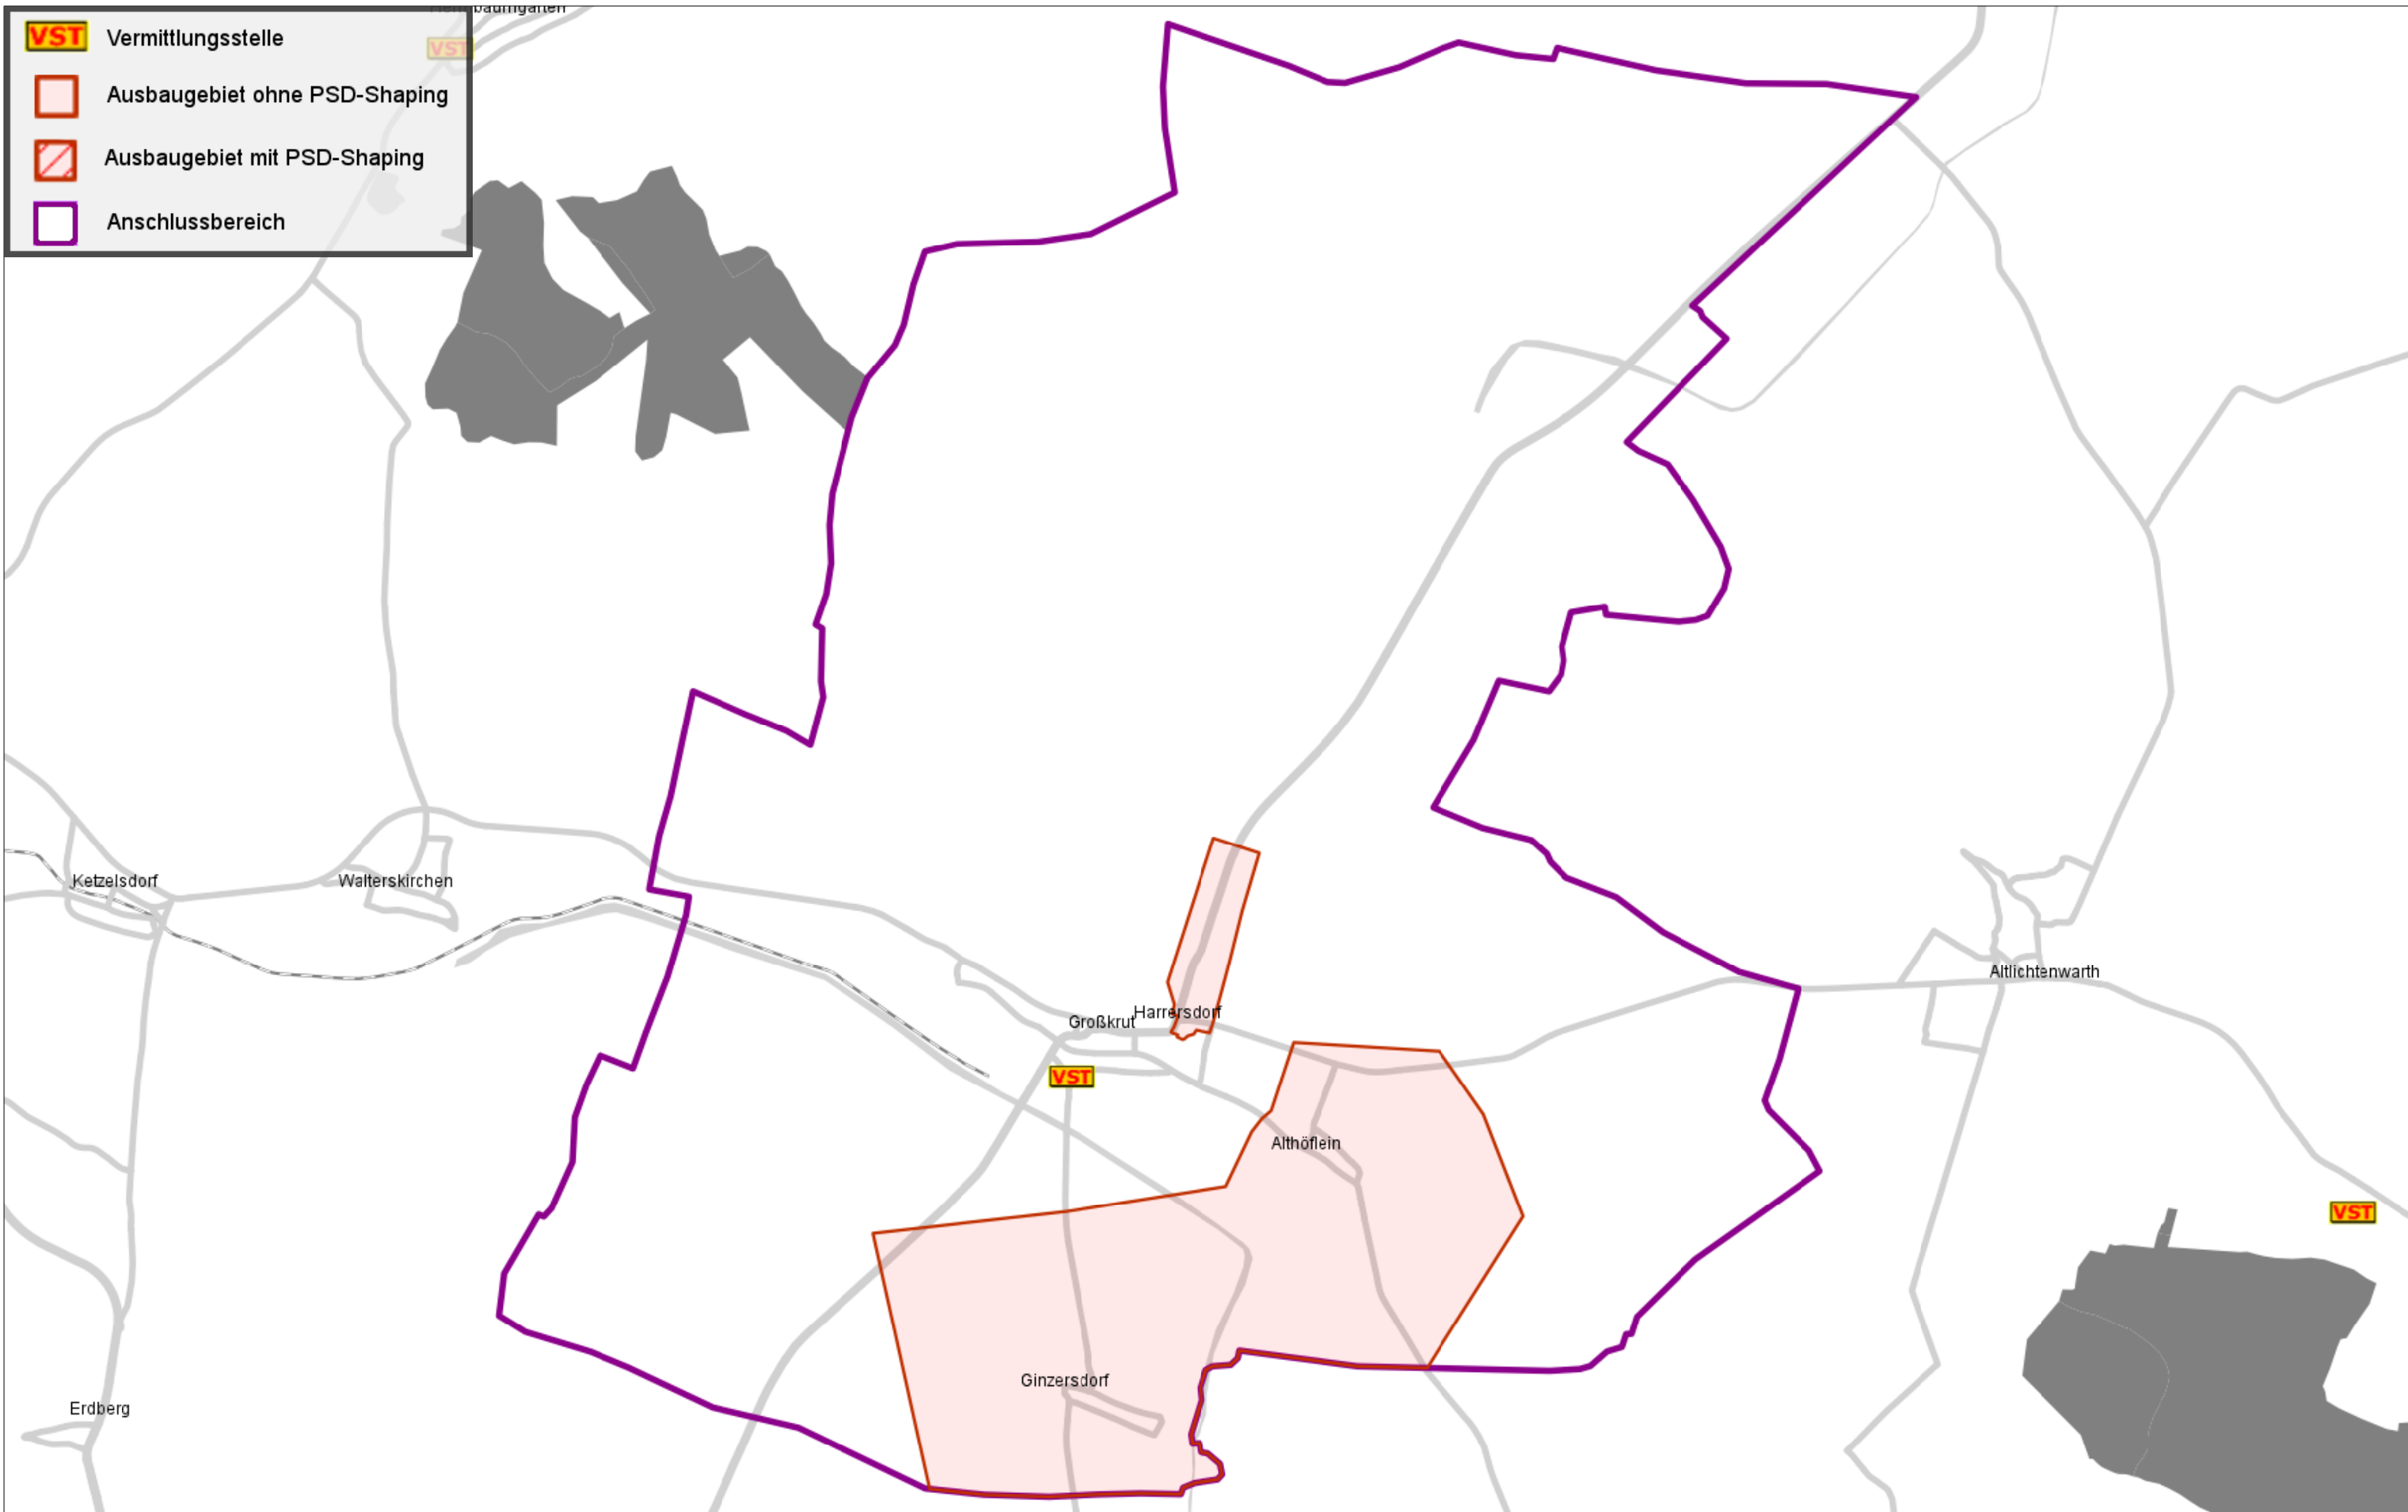 VST Vermittlungsstelle
Ausbaugebiet ohne PSD-Shaping
Ausbaugebiet mit PSD-Shaping
Anschlussbereich
VST
Ketzelsdorf
Walterskirchen
Altlichtenwarth
Harrersdorf
Großkrut
VST
Althöflein
VST
Ginzersdorf
Erdberg